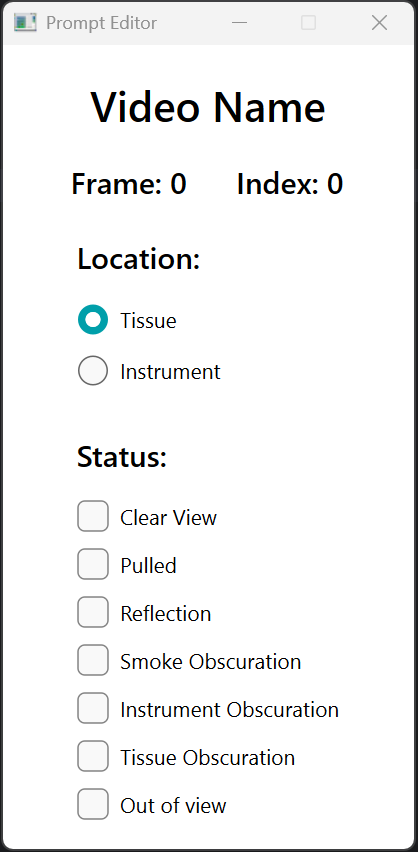 Prompt Editor
Video Name
Frame: 0 Index: 0
Location:
Tissue
Instrument
Status:
Clear View
Pulled
Reflection
Smoke Obscuration
Instrument Obscuration
Tissue Obscuration
Out of view